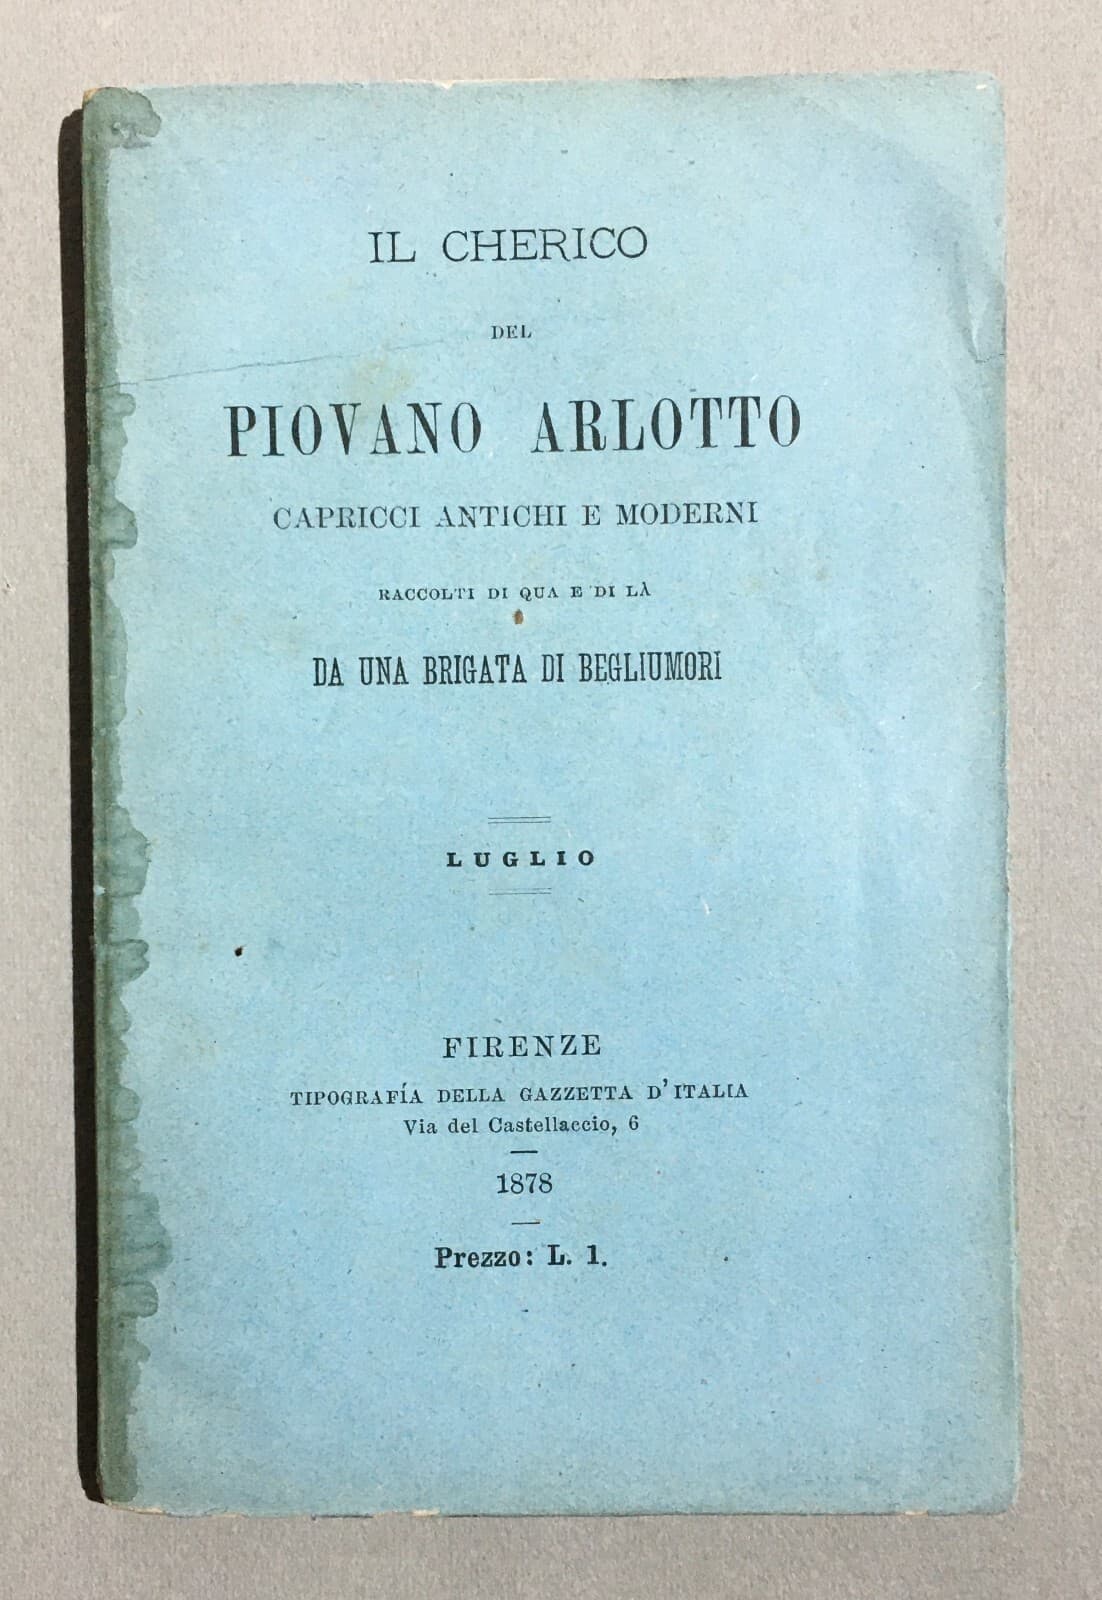 IL CHERICO
DEL
PIOVANO ARLOTTO
CAPRICCI ANTICHI E MODERNI
RACCOLTI DI QUA E DI LÀ
DA UNA BRIGATA DI BEGLIUMORI
LUGLIO
FIRENZE
TIPOGRAFÍA DELLA GAZZETTA D'ITALIA
Via del Castellaccio, 6
1878
Prezzo: L. 1.